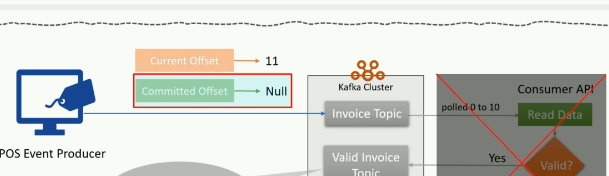 Current Offset
11
Committed Offset
Null
Kafka Cluster
Consumer API
Invoice Topic
polled 0 to 10
Read Data
POS Event Producer
Valid Invoice
Topic
Yes
Valid?